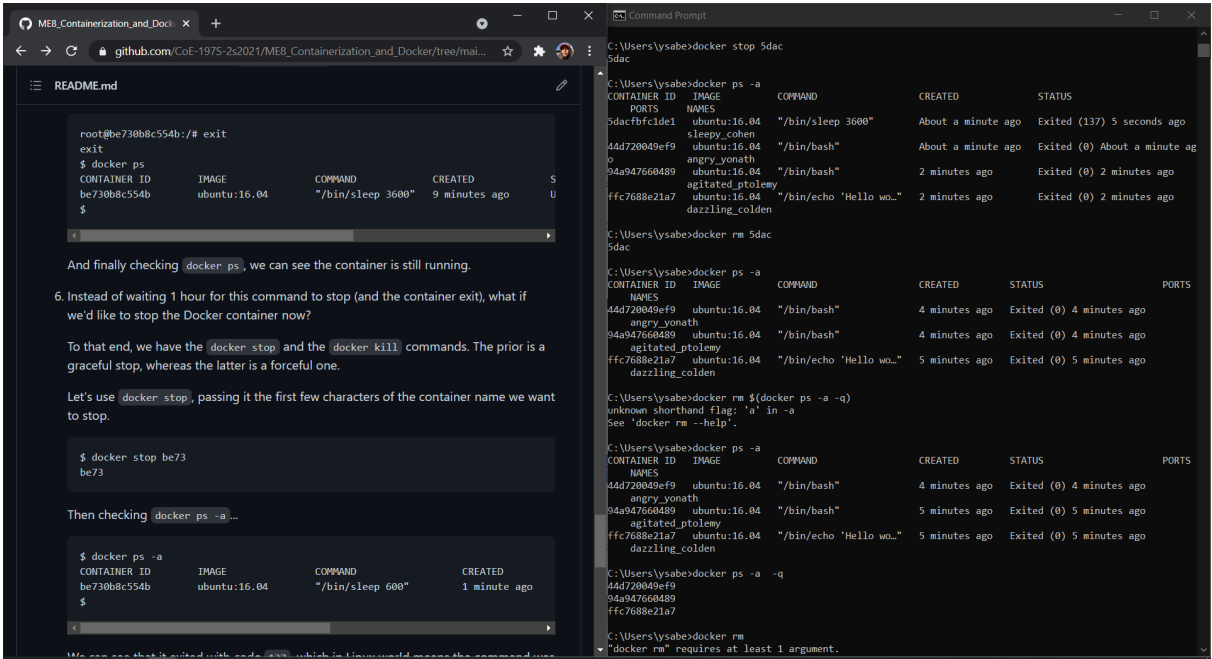 ME8_Containerization_and_Docke
github.com/CoE-197S-2s2021/ME8_Containerization_and_Docker/tree/mai...
README.md
root@be730b8c554b:/# exit
exit
$ docker ps
CONTAINER ID IMAGE COMMAND CREATED S
be730b8c554b ubuntu:16.04 "/bin/sleep 3600" 9 minutes ago U
$
And finally checking docker ps, we can see the container is still running.
6. Instead of waiting 1 hour for this command to stop (and the container exit), what if
we'd like to stop the Docker container now?
To that end, we have the docker stop and the docker kill commands. The prior is a
graceful stop, whereas the latter is a forceful one.
Let's use docker stop, passing it the first few characters of the container name we want
to stop.
$ docker stop be73
be73
Then checking docker ps -a...
$ docker ps -a
CONTAINER ID IMAGE COMMAND CREATED
be730b8c554b ubuntu:16.04 "/bin/sleep 600" 1 minute ago
$
We can see that it exited with code 137, which in Linux world means the command was
Command Prompt
C:\Users\ysabe>docker stop 5dac
5dac
C:\Users\ysabe>docker ps -a
CONTAINER ID IMAGE COMMAND CREATED STATUS
PORTS NAMES
5dacfbfc1de1 ubuntu:16.04 "/bin/sleep 3600" About a minute ago Exited (137) 5 seconds ago
sleepy_cohen
44d720049ef9 ubuntu:16.04 "/bin/bash" About a minute ago Exited (0) About a minute ag
o angry_yonath
94a947660489 ubuntu:16.04 "/bin/bash" 2 minutes ago Exited (0) 2 minutes ago
agitated_ptolemy
ffc7688e21a7 ubuntu:16.04 "/bin/echo 'Hello wo…" 2 minutes ago Exited (0) 2 minutes ago
dazzling_colden
C:\Users\ysabe>docker rm 5dac
5dac
C:\Users\ysabe>docker ps -a
CONTAINER ID IMAGE COMMAND CREATED STATUS PORTS
NAMES
44d720049ef9 ubuntu:16.04 "/bin/bash" 4 minutes ago Exited (0) 4 minutes ago
angry_yonath
94a947660489 ubuntu:16.04 "/bin/bash" 4 minutes ago Exited (0) 4 minutes ago
agitated_ptolemy
ffc7688e21a7 ubuntu:16.04 "/bin/echo 'Hello wo…" 5 minutes ago Exited (0) 5 minutes ago
dazzling_colden
C:\Users\ysabe>docker rm $(docker ps -a -q)
unknown shorthand flag: 'a' in -a
See 'docker rm --help'.
C:\Users\ysabe>docker ps -a
CONTAINER ID IMAGE COMMAND CREATED STATUS PORTS
NAMES
44d720049ef9 ubuntu:16.04 "/bin/bash" 4 minutes ago Exited (0) 4 minutes ago
angry_yonath
94a947660489 ubuntu:16.04 "/bin/bash" 5 minutes ago Exited (0) 5 minutes ago
agitated_ptolemy
ffc7688e21a7 ubuntu:16.04 "/bin/echo 'Hello wo…" 5 minutes ago Exited (0) 5 minutes ago
dazzling_colden
C:\Users\ysabe>docker ps -a -q
44d720049ef9
94a947660489
ffc7688e21a7
C:\Users\ysabe>docker rm
"docker rm" requires at least 1 argument.